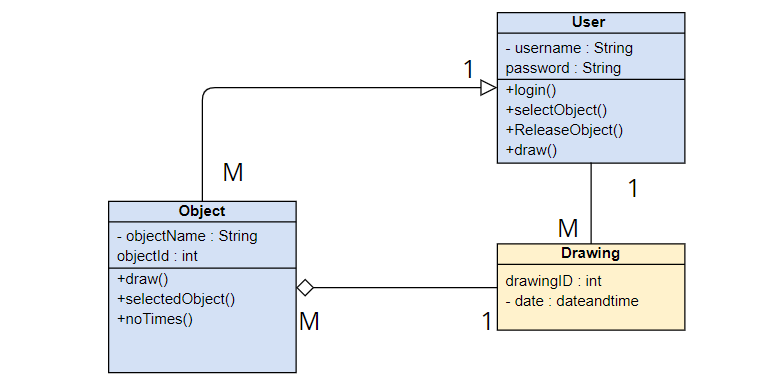 User
- username : String
password : String
+login()
+selectObject()
+ReleaseObject()
+draw()
1
M
1
M
Object
- objectName : String
objectId : int
+draw()
+selectedObject()
+noTimes()
Drawing
drawingID : int
- date : dateandtime
M
1